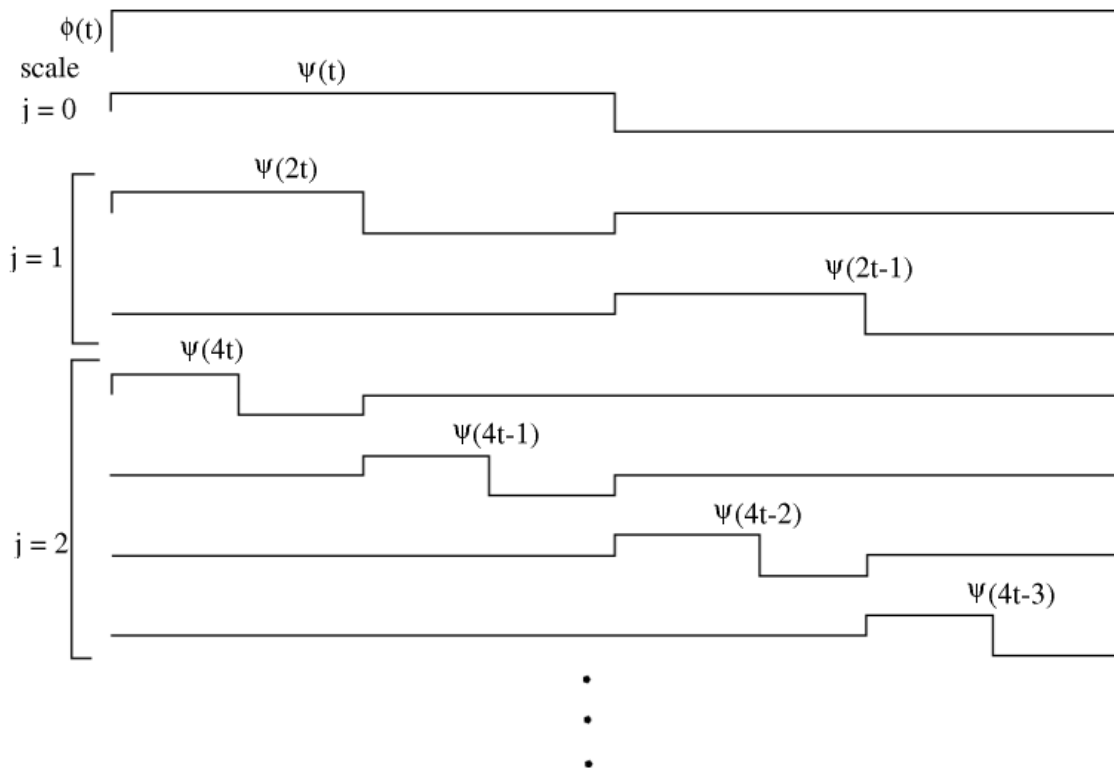 ϕ(t)
scale
ψ(t)
j = 0
ψ(2t)
j = 1
ψ(2t-1)
ψ(4t)
ψ(4t-1)
ψ(4t-2)
j = 2
ψ(4t-3)